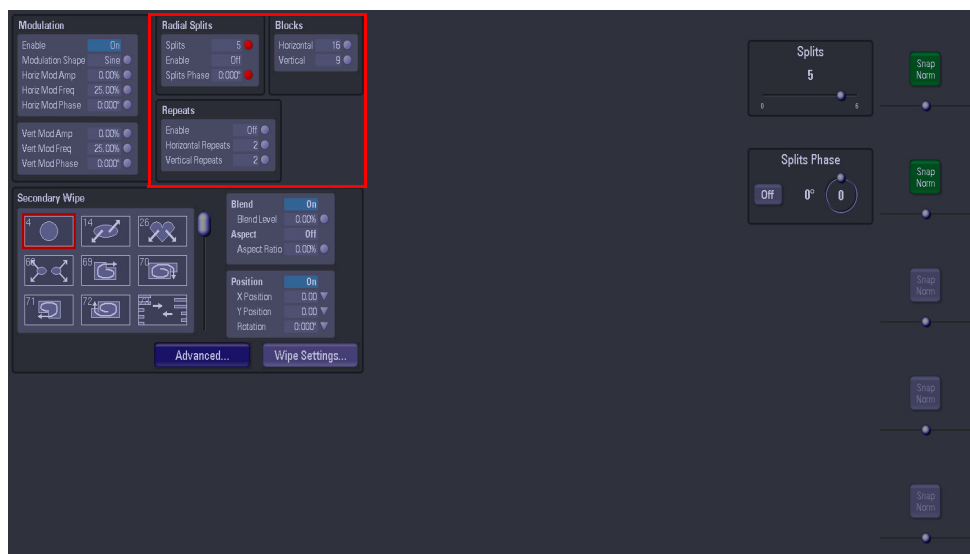 Modulation
Enable On
Modulation Shape Sine
Horiz Mod Amp 0.00%
Horiz Mod Freq 25.00%
Horiz Mod Phase 0:000°
Vert Mod Amp 0.00%
Vert Mod Freq 25.00%
Vert Mod Phase 0:000°
Radial Splits
Splits 5
Enable Off
Splits Phase 0:000°
Blocks
Horizontal 16
Vertical 9
Repeats
Enable Off
Horizontal Repeats 2
Vertical Repeats 2
Secondary Wipe
4 14 26
68 69 70
71 72
Blend On
Blend Level 0.00%
Aspect Off
Aspect Ratio 0.00%
Position On
X Position 0.00
Y Position 0.00
Rotation 0:000°
Advanced...
Wipe Settings...
Splits
5
0 6
Snap
Norm
Splits Phase
Off 0° 0
Snap
Norm
Snap
Norm
Snap
Norm
Snap
Norm